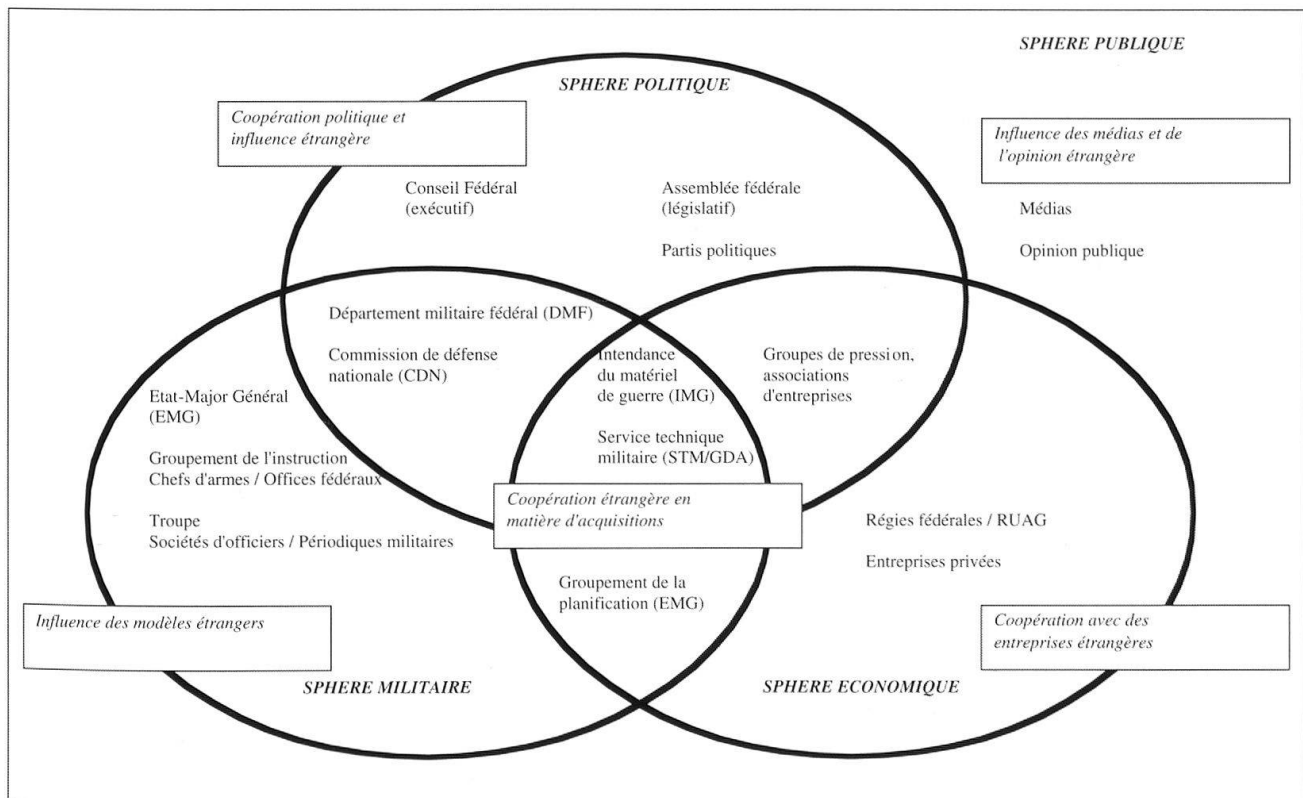 SPHERE PUBLIQUE
SPHERE POLITIQUE
Coopération politique et
influence étrangère
Influence des médias et de
l'opinion étrangère
Conseil Fédéral
(exécutif)
Assemblée fédérale
(législatif)
Partis politiques
Médias
Opinion publique
Département militaire fédéral (DMF)
Commission de défense
nationale (CDN)
Intendance
du matériel
de guerre (IMG)
Service technique
militaire (STM/GDA)
Groupes de pression,
associations
d'entreprises
Etat-Major Général
(EMG)
Groupement de l'instruction
Chefs d'armes / Offices fédéraux
Troupe
Sociétés d'officiers / Périodiques militaires
Coopération étrangère en
matière d'acquisitions
Régies fédérales / RUAG
Entreprises privées
Groupement de la
planification (EMG)
Influence des modèles étrangers
Coopération avec des
entreprises étrangères
SPHERE MILITAIRE
SPHERE ECONOMIQUE